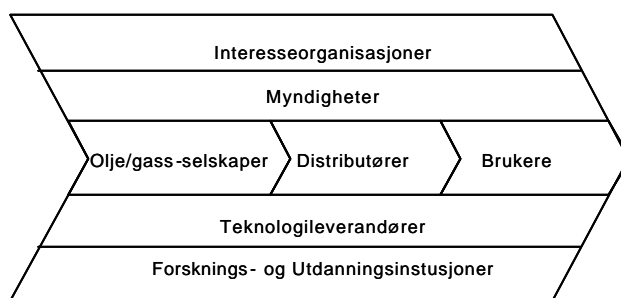 Interesseorganisasjoner
Myndigheter
Olje/gass-selskaper Distributører Brukere
Teknologileverandører
Forsknings- og Utdanningsinstusjoner